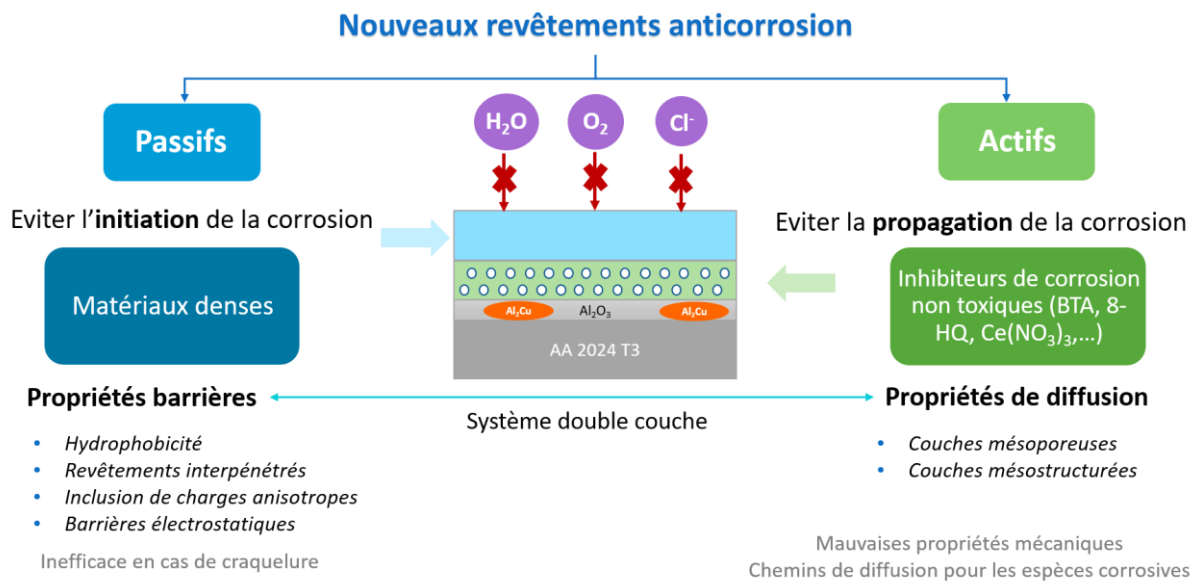 Nouveaux revêtements anticorrosion
Passifs
Eviter l'initiation de la corrosion
Matériaux denses
Propriétés barrières
• Hydrophobicité
• Revêtements interpénétrés
• Inclusion de charges anisotropes
• Barrières électrostatiques
Inefficace en cas de craquelure
H₂O
O₂
Cl⁻
Al₂Cu
Al₂O₃
Al₂Cu
AA 2024 T3
Système double couche
Actifs
Eviter la propagation de la corrosion
Inhibiteurs de corrosion
non toxiques (BTA, 8-
HQ, Ce(NO₃)₃,...)
Propriétés de diffusion
• Couches mésoporeuses
• Couches mésostructurées
Mauvaises propriétés mécaniques
Chemins de diffusion pour les espèces corrosives